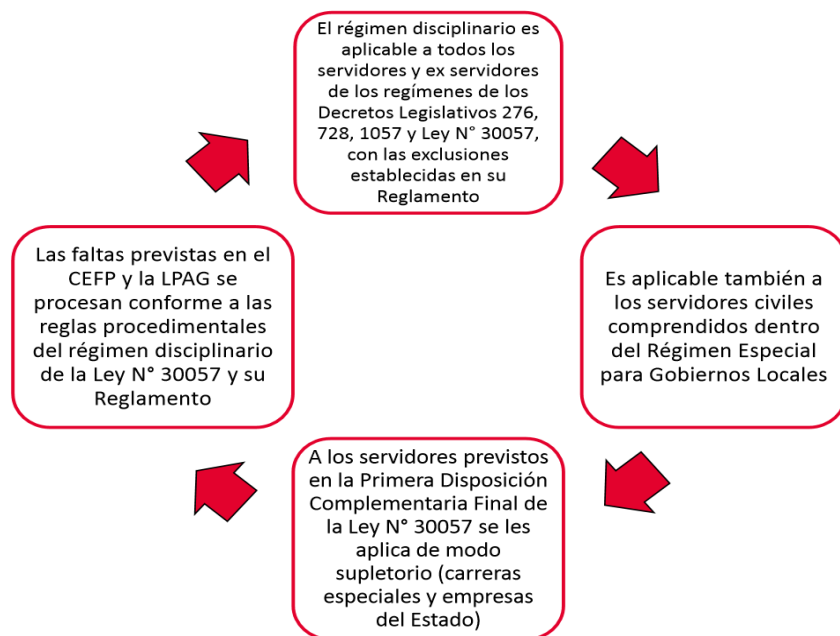 El régimen disciplinario es
aplicable a todos los
servidores y ex servidores
de los regímenes de los
Decretos Legislativos 276,
728, 1057 y Ley N° 30057,
con las exclusiones
establecidas en su
Reglamento
Es aplicable también a
los servidores civiles
comprendidos dentro
del Régimen Especial
para Gobiernos Locales
A los servidores previstos
en la Primera Disposición
Complementaria Final de
la Ley N° 30057 se les
aplica de modo
supletorio (carreras
especiales y empresas
del Estado)
Las faltas previstas en el
CEFP y la LPAG se
procesan conforme a las
reglas procedimentales
del régimen disciplinario
de la Ley N° 30057 y su
Reglamento